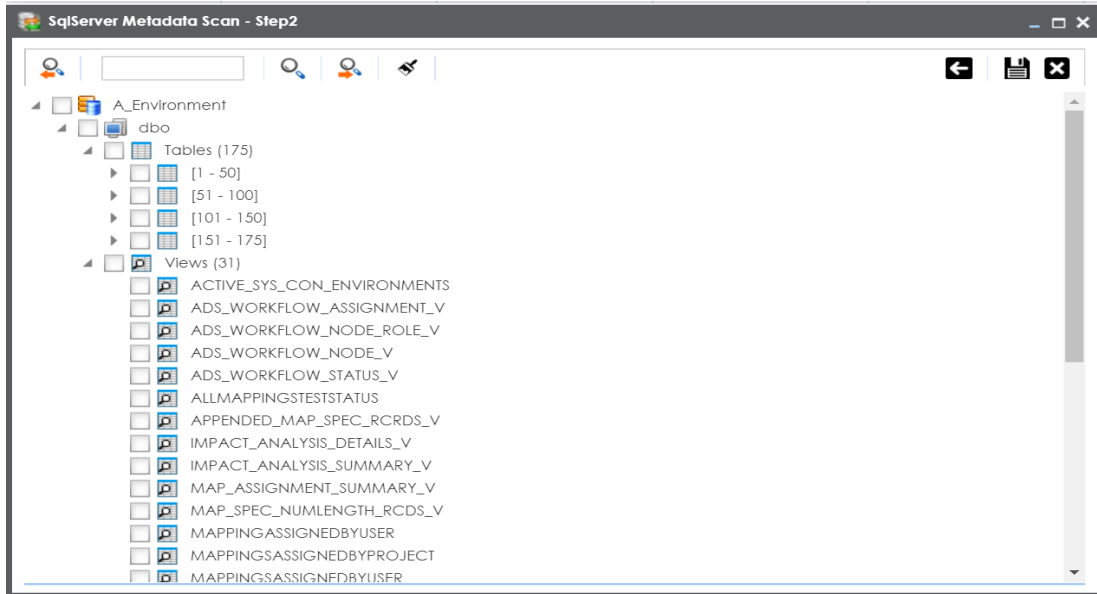 SqlServer Metadata Scan - Step2
A_Environment
dbo
Tables (175)
[1 - 50]
[51 - 100]
[101 - 150]
[151 - 175]
Views (31)
ACTIVE_SYS_CON_ENVIRONMENTS
ADS_WORKFLOW_ASSIGNMENT_V
ADS_WORKFLOW_NODE_ROLE_V
ADS_WORKFLOW_NODE_V
ADS_WORKFLOW_STATUS_V
ALLMAPPINGSTESTSTATUS
APPENDED_MAP_SPEC_RCRDS_V
IMPACT_ANALYSIS_DETAILS_V
IMPACT_ANALYSIS_SUMMARY_V
MAP_ASSIGNMENT_SUMMARY_V
MAP_SPEC_NUMLENGTH_RCDS_V
MAPPINGASSIGNEDBYUSER
MAPPINGSASSIGNEDBYPROJECT
MAPPINGSASSIGNEDBYUSER